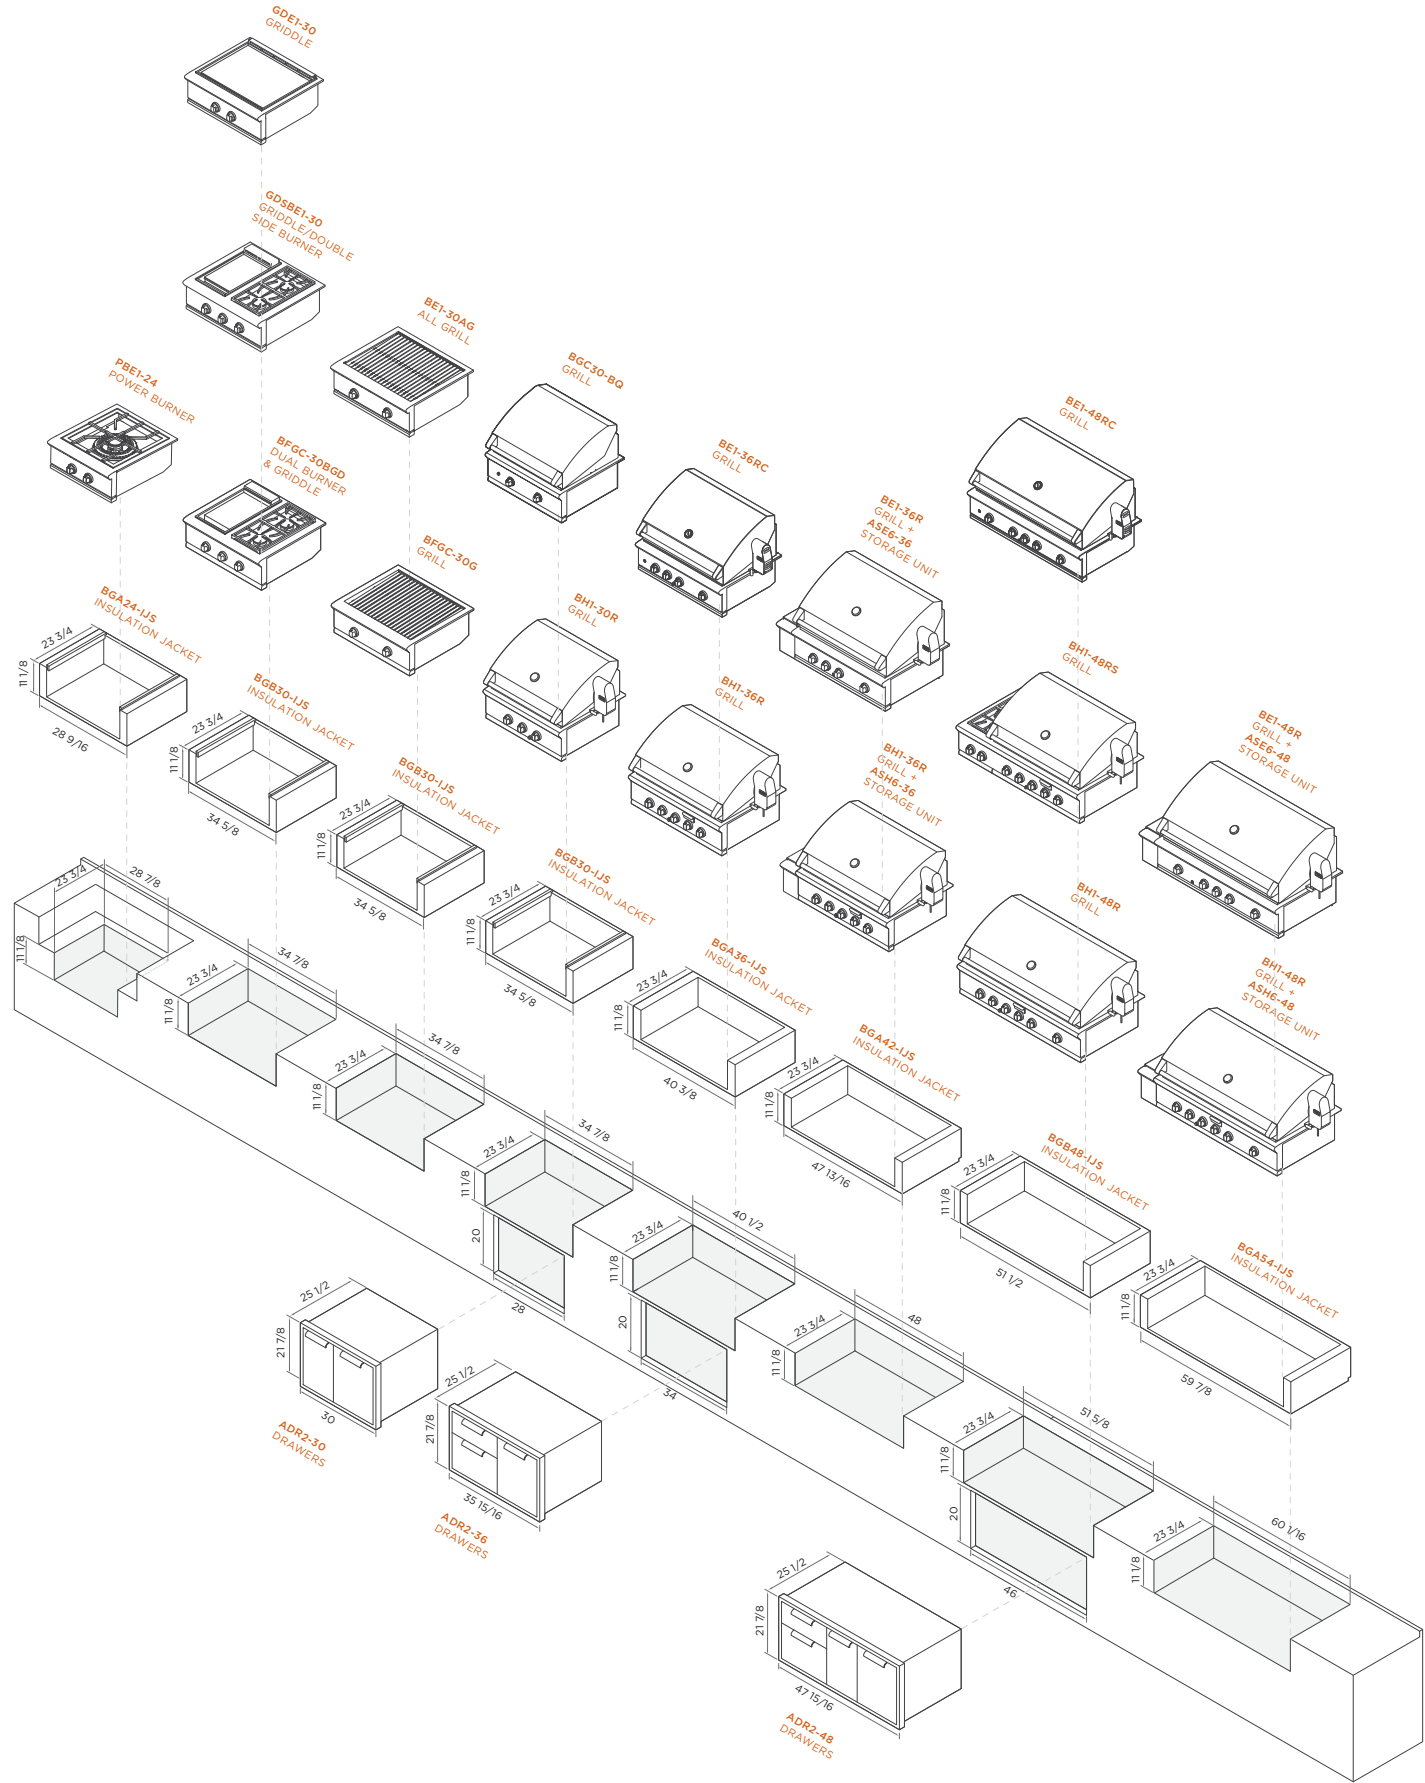 GDE1-30
GRIDDLE
GDSBE1-30
GRIDDLE/DOUBLE
SIDE BURNER
BE1-30AG
ALL GRILL
BGC30-BQ
GRILL
PBE1-24
POWER BURNER
BFGC-30BGD
DUAL BURNER
& GRIDDLE
BE1-36RC
GRILL
BE1-48RC
GRILL
BE1-36R
GRILL +
ASE6-36
STORAGE UNIT
BFGC-30G
GRILL
BH1-30R
GRILL
BH1-36R
GRILL
BH1-48RS
GRILL
BH1-36R
GRILL +
ASH6-36
STORAGE UNIT
BE1-48R
GRILL +
ASE6-48
STORAGE UNIT
BH1-48R
GRILL
BH1-48R
GRILL +
ASH6-48
STORAGE UNIT
BGA24-IJS
INSULATION JACKET
23 3/4
11 1/8
28 9/16
BGB30-IJS
INSULATION JACKET
23 3/4
11 1/8
34 5/8
BGB30-IJS
INSULATION JACKET
23 3/4
11 1/8
34 5/8
BGB30-IJS
INSULATION JACKET
23 3/4
11 1/8
34 5/8
BGA36-IJS
INSULATION JACKET
23 3/4
11 1/8
40 3/8
BGA42-IJS
INSULATION JACKET
23 3/4
11 1/8
47 13/16
BGB48-IJS
INSULATION JACKET
23 3/4
11 1/8
51 1/2
BGA54-IJS
INSULATION JACKET
23 3/4
11 1/8
59 7/8
23 3/4
28 7/8
11 1/8
23 3/4
34 7/8
11 1/8
23 3/4
34 7/8
11 1/8
23 3/4
34 7/8
11 1/8
20
28
23 3/4
40 1/2
11 1/8
20
34
23 3/4
48
11 1/8
23 3/4
51 5/8
11 1/8
20
46
23 3/4
60 1/16
11 1/8
25 1/2
21 7/8
30
ADR2-30
DRAWERS
25 1/2
21 7/8
35 15/16
ADR2-36
DRAWERS
25 1/2
21 7/8
47 15/16
ADR2-48
DRAWERS